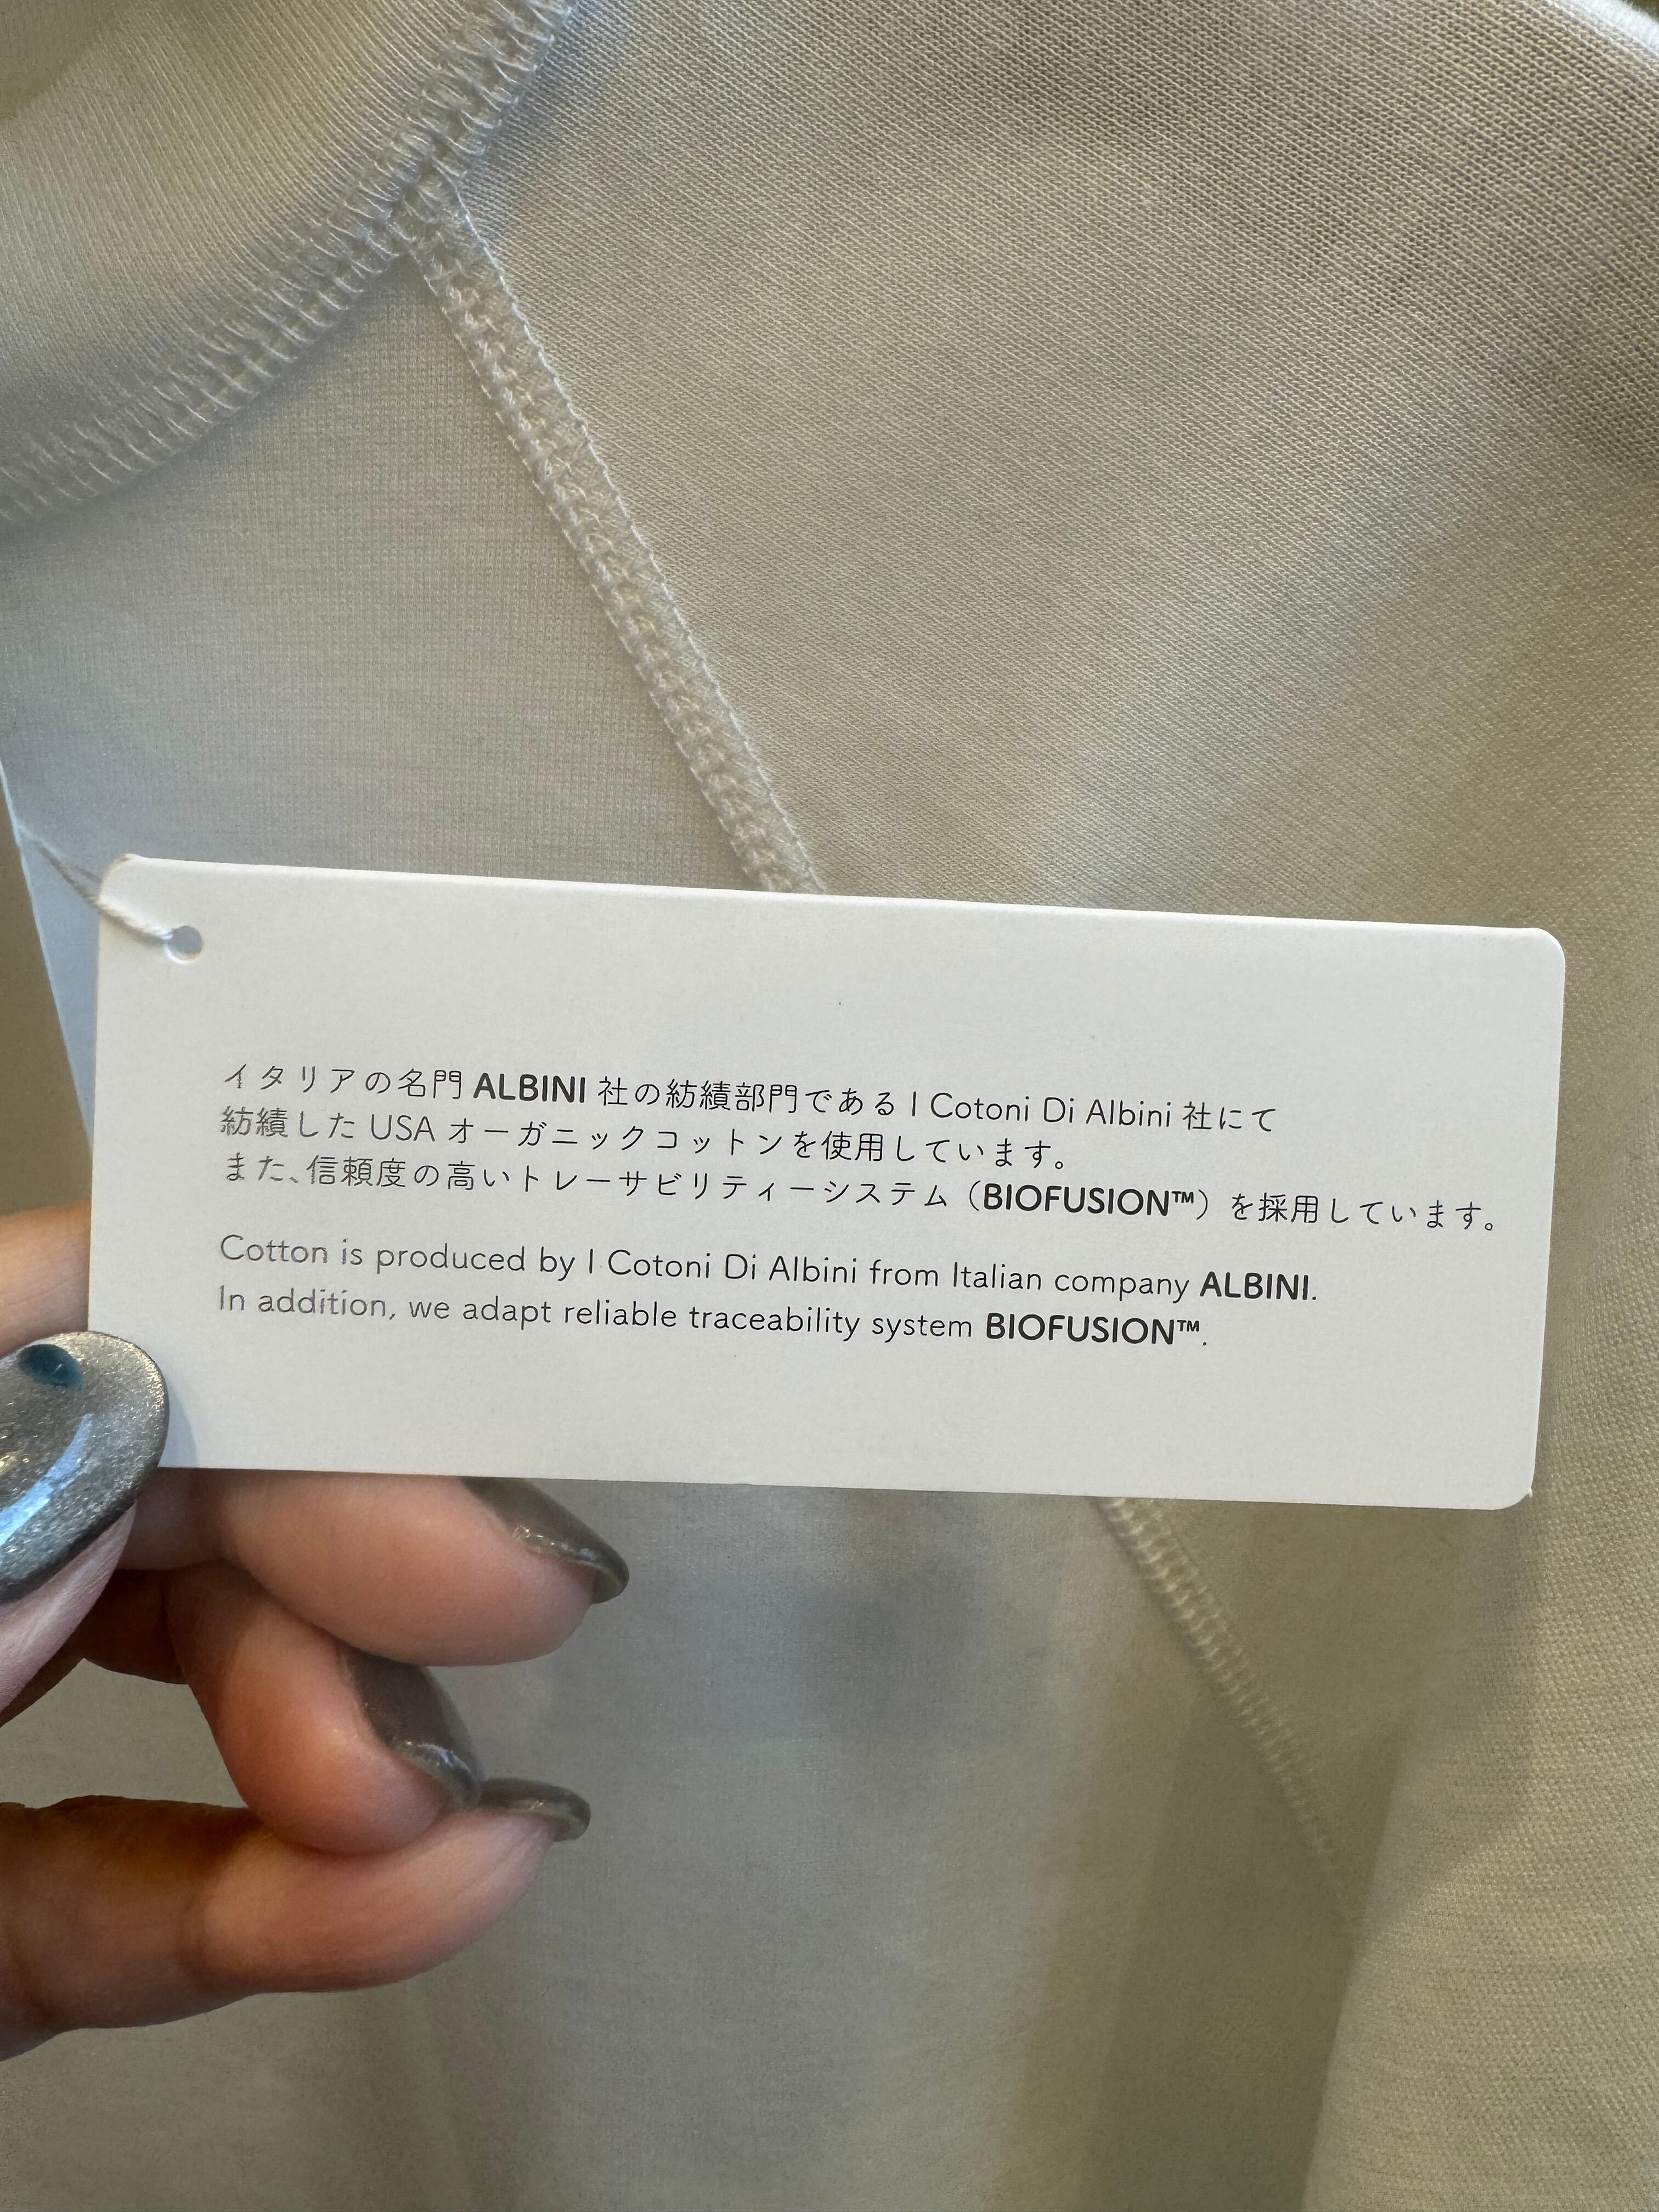 イタリアの名門 ALBINI 社の紡績部門である I Cotoni Di Albini 社にて
紡績した USA オーガニックコットンを使用しています。
また、信頼度の高いトレーサビリティーシステム（BIOFUSION™）を採用しています。
Cotton is produced by I Cotoni Di Albini from Italian company ALBINI.
In addition, we adapt reliable traceability system BIOFUSION™.